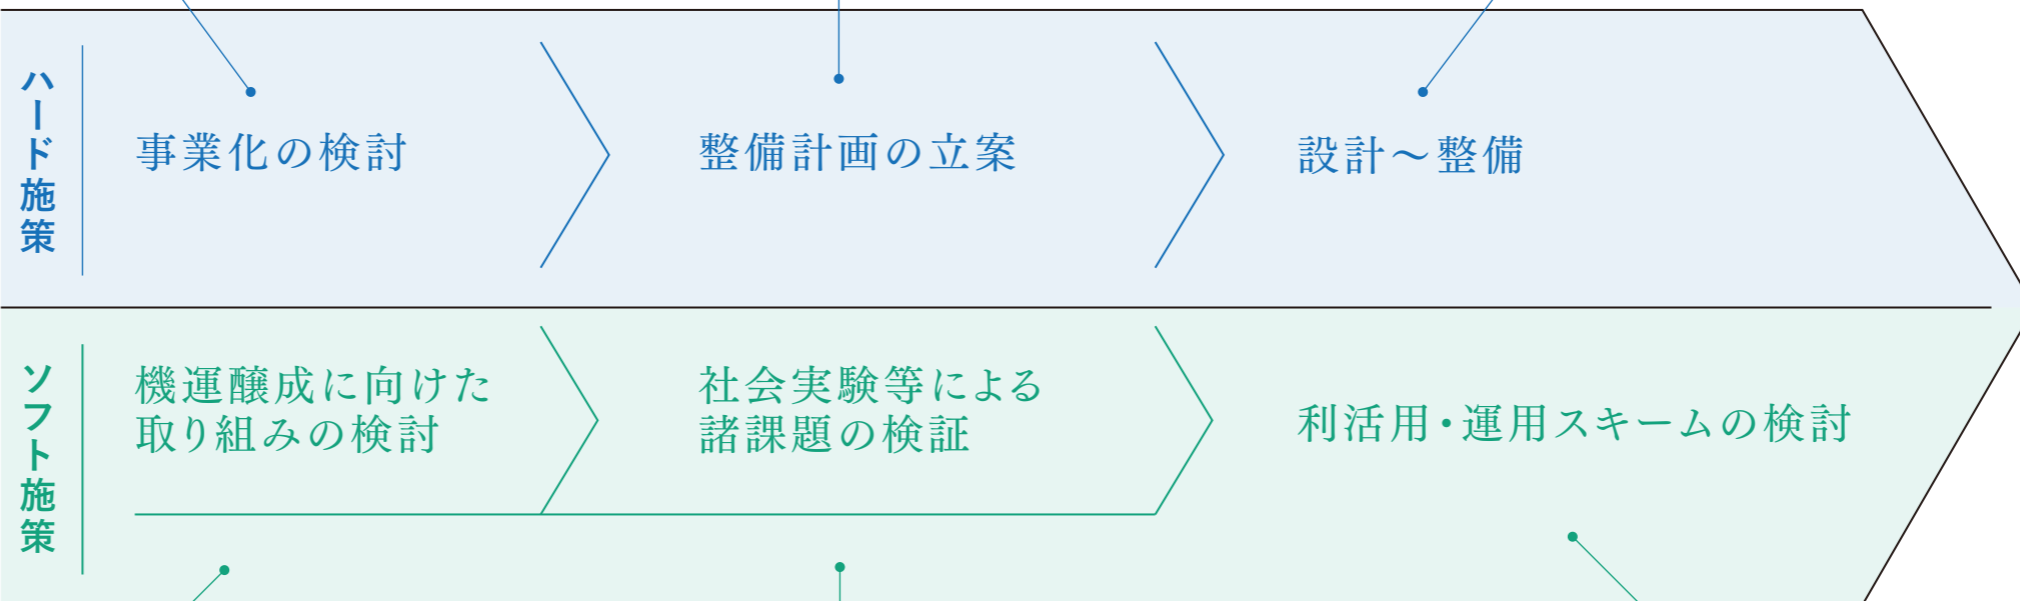 ハード施策
事業化の検討
整備計画の立案
設計～整備
ソフト施策
機運醸成に向けた
取り組みの検討
社会実験等による
諸課題の検証
利活用・運用スキームの検討